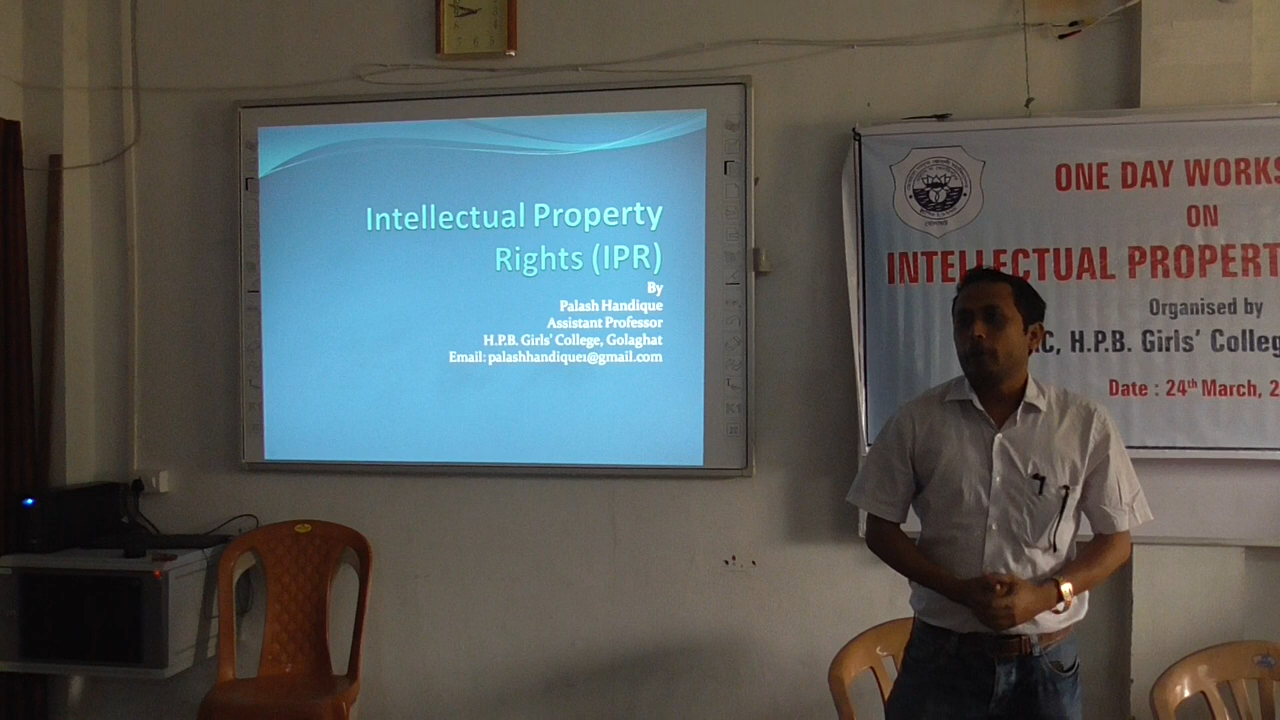 Intellectual Property
Rights (IPR)
By
Palash Handique
Assistant Professor
H.P.B. Girls' College, Golaghat
Email: palashhandique1@gmail.com
ONE DAY WORKS
ON
INTELLECTUAL PROPERT
Organised by
C, H.P.B. Girls' Colleg
Date : 24th March, 2